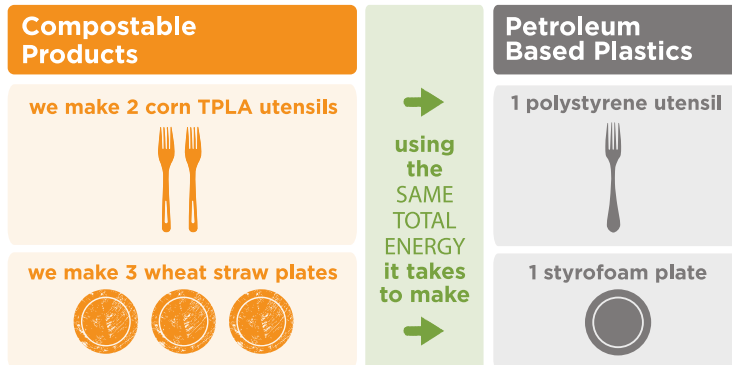 Compostable
Products
we make 2 corn TPLA utensils
we make 3 wheat straw plates
using
the
SAME
TOTAL
ENERGY
it takes
to make
Petroleum
Based Plastics
1 polystyrene utensil
1 styrofoam plate